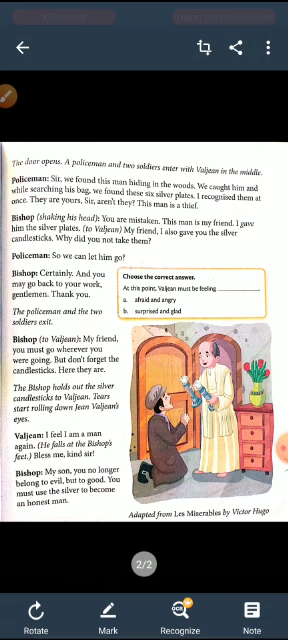 The door opens. A policeman and two soldiers enter with Valjean in the middle.
Policeman: Sir, we found this man hiding in the woods. We caught him and
while searching his bag, we found these six silver plates. I recognised them at
once. They are yours, Sir, aren't they? This man is a thief.
Bishop (shaking his head): You are mistaken. This man is my friend. I gave
him the silver plates. (to Valjean) My friend, I also gave you the silver
candlesticks. Why did you not take them?
Policeman: So we can let him go?
Bishop: Certainly. And you
may go back to your work,
gentlemen. Thank you.
The policeman and the two
soldiers exit.
Bishop (to Valjean): My friend,
you must go wherever you
were going. But don't forget the
candlesticks. Here they are.
The Bishop holds out the silver
candlesticks to Valjean. Tears
start rolling down Jean Valjean's
eyes.
Valjean: I feel I am a man
again. (He falls at the Bishop's
feet.) Bless me, kind sir!
Bishop: My son, you no longer
belong to evil, but to good. You
must use the silver to become
an honest man.
Choose the correct answer.
At this point, Valjean must be feeling ____________.
a. afraid and angry
b. surprised and glad
Adapted from Les Miserables by Victor Hugo
2/2
OCR
Rotate Mark Recognize Note